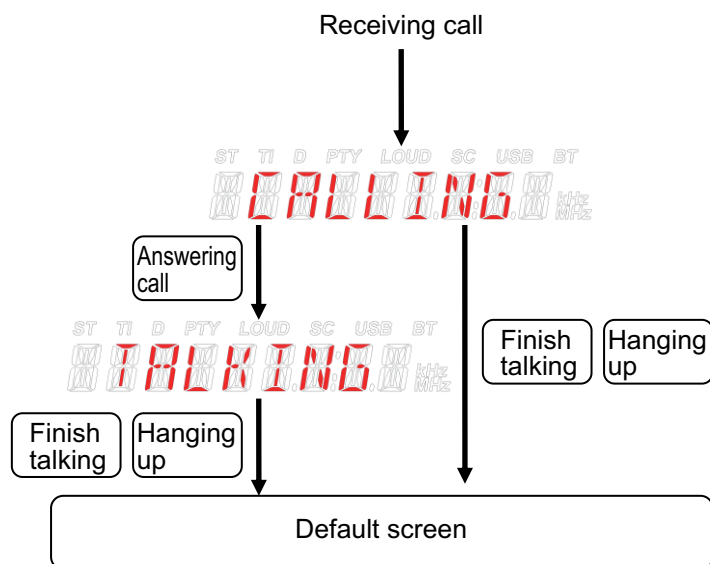 Receiving call
ST TI D PTY LOUD SC USB BT
CALLING
kHz
MHz
Answering
call
ST TI D PTY LOUD SC USB BT
TALKING
kHz
MHz
Finish
talking
Hanging
up
Finish
talking
Hanging
up
Default screen